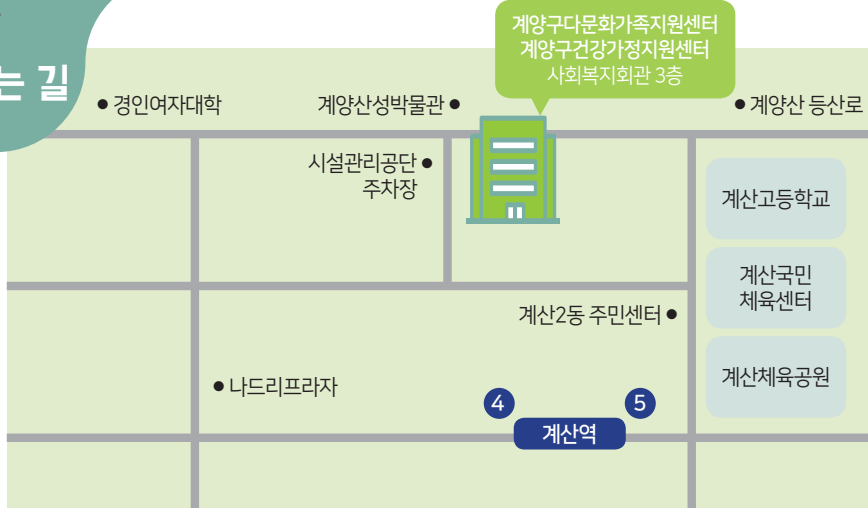 는 길
계양구다문화가족지원센터
계양구건강가정지원센터
사회복지회관 3층
경인여자대학
계양산성박물관
계양산 등산로
시설관리공단
주차장
계산고등학교
계산국민
체육센터
계산2동 주민센터
나드리프라자
계산체육공원
4
5
계산역